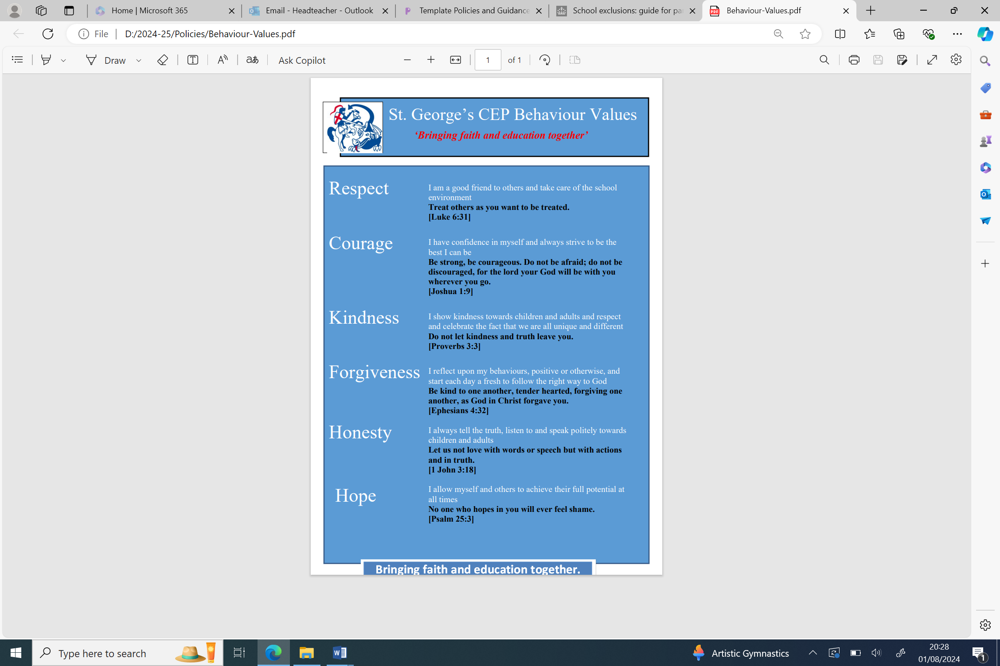 Home | Microsoft 365
Email - Headteacher - Outlook
Template Policies and Guidance
School exclusions: guide for pa
Behaviour-Values.pdf
File
D:/2024-25/Policies/Behaviour-Values.pdf
Draw
aあ
Ask Copilot
1
of 1
St. George’s CEP Behaviour Values
‘Bringing faith and education together’
Respect
I am a good friend to others and take care of the school
environment
Treat others as you want to be treated.
[Luke 6:31]
Courage
I have confidence in myself and always strive to be the
best I can be
Be strong, be courageous. Do not be afraid; do not be
discouraged, for the lord your God will be with you
wherever you go.
[Joshua 1:9]
Kindness
I show kindness towards children and adults and respect
and celebrate the fact that we are all unique and different
Do not let kindness and truth leave you.
[Proverbs 3:3]
Forgiveness
I reflect upon my behaviours, positive or otherwise, and
start each day a fresh to follow the right way to God
Be kind to one another, tender hearted, forgiving one
another, as God in Christ forgave you.
[Ephesians 4:32]
Honesty
I always tell the truth, listen to and speak politely towards
children and adults
Let us not love with words or speech but with actions
and in truth.
[1 John 3:18]
Hope
I allow myself and others to achieve their full potential at
all times
No one who hopes in you will ever feel shame.
[Psalm 25:3]
Bringing faith and education together.
Type here to search
Artistic Gymnastics
20:28
01/08/2024
1